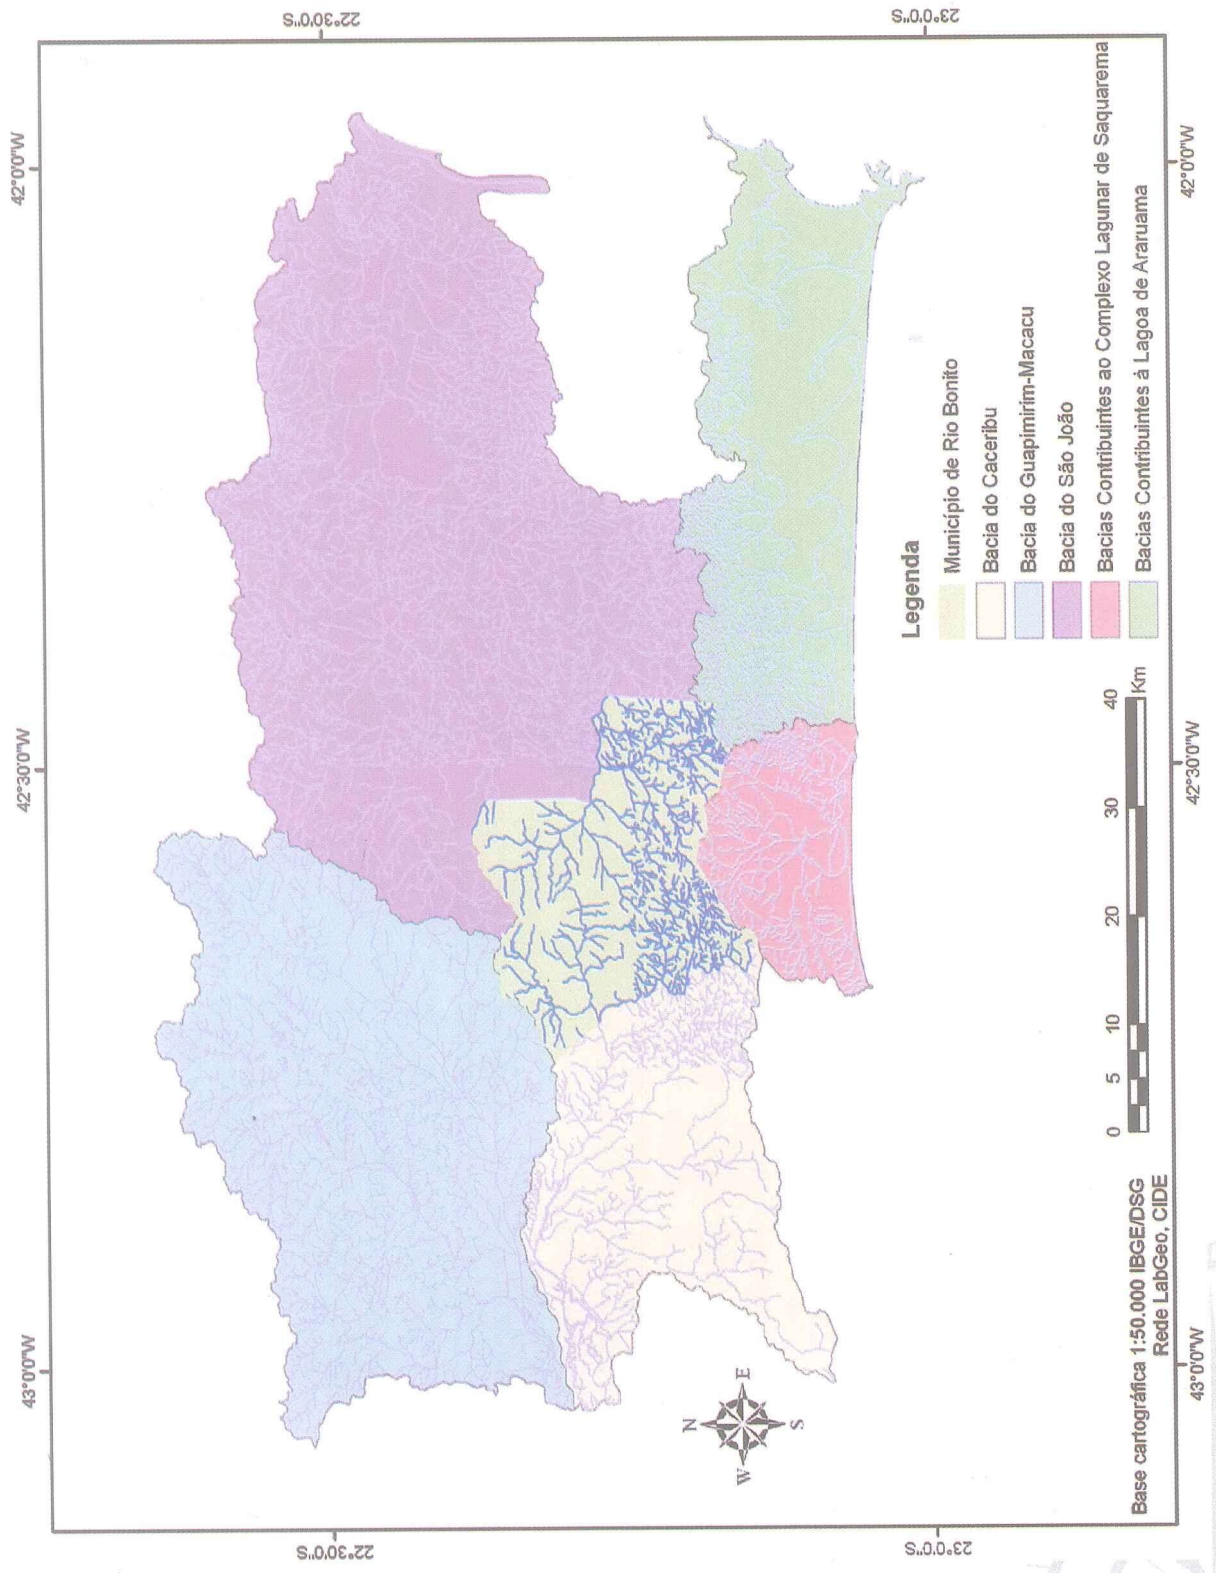 43°0'0"W
42°30'0"W
42°0'0"W
22°30'0"S
22°30'0"S
23°0'0"S
23°0'0"S
N
W
E
S
Legenda
Município de Rio Bonito
Bacia do Caceribu
Bacia do Guapimirim-Macacu
Bacia do São João
Bacias Contribuintes ao Complexo Lagunar de Saquarema
Bacias Contribuintes à Lagoa de Araruama
Base cartográfica 1:50.000 IBGE/DSG
Rede LabGeo, CIDE
0 5 10 20 30 40
Km
43°0'0"W
42°30'0"W
42°0'0"W